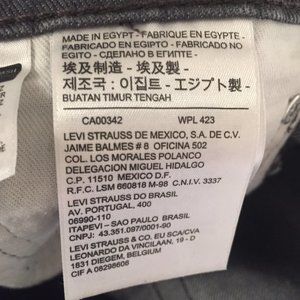 MADE IN EGYPT - FABRIQUE EN EGYPTE
FABRICADO EN EGIPTO - FABRICADO
NO EGITO - СДЕЛАНО В ЕГИПТЕ
埃及制造 - 埃及製 -
제조국 : 이집트 - エジプト製 -
BUATAN TIMUR TENGAH
CA00342 WPL 423
LEVI STRAUSS DE MEXICO, S.A. DE C.V.
JAIME BALMES # 8 OFICINA 502
COL. LOS MORALES POLANCO
DELEGACION MIGUEL HIDALGO
C.P. 11510 MEXICO D.F.
R.F.C. LSM 660818 M-98 C.N.I.V. 3337
LEVI STRAUSS DO BRASIL
AV. PORTUGAL, 400
06990-110
ITAPEVI – SAO PAULO BRASIL
CNPJ: 43.351.097/0001-90
LEVI STRAUSS & CO EU SCA/CVA
LEONARDO DA VINCILAAN, 19 - D
1831 DIEGEM, BELGIUM
CIF A 08298606